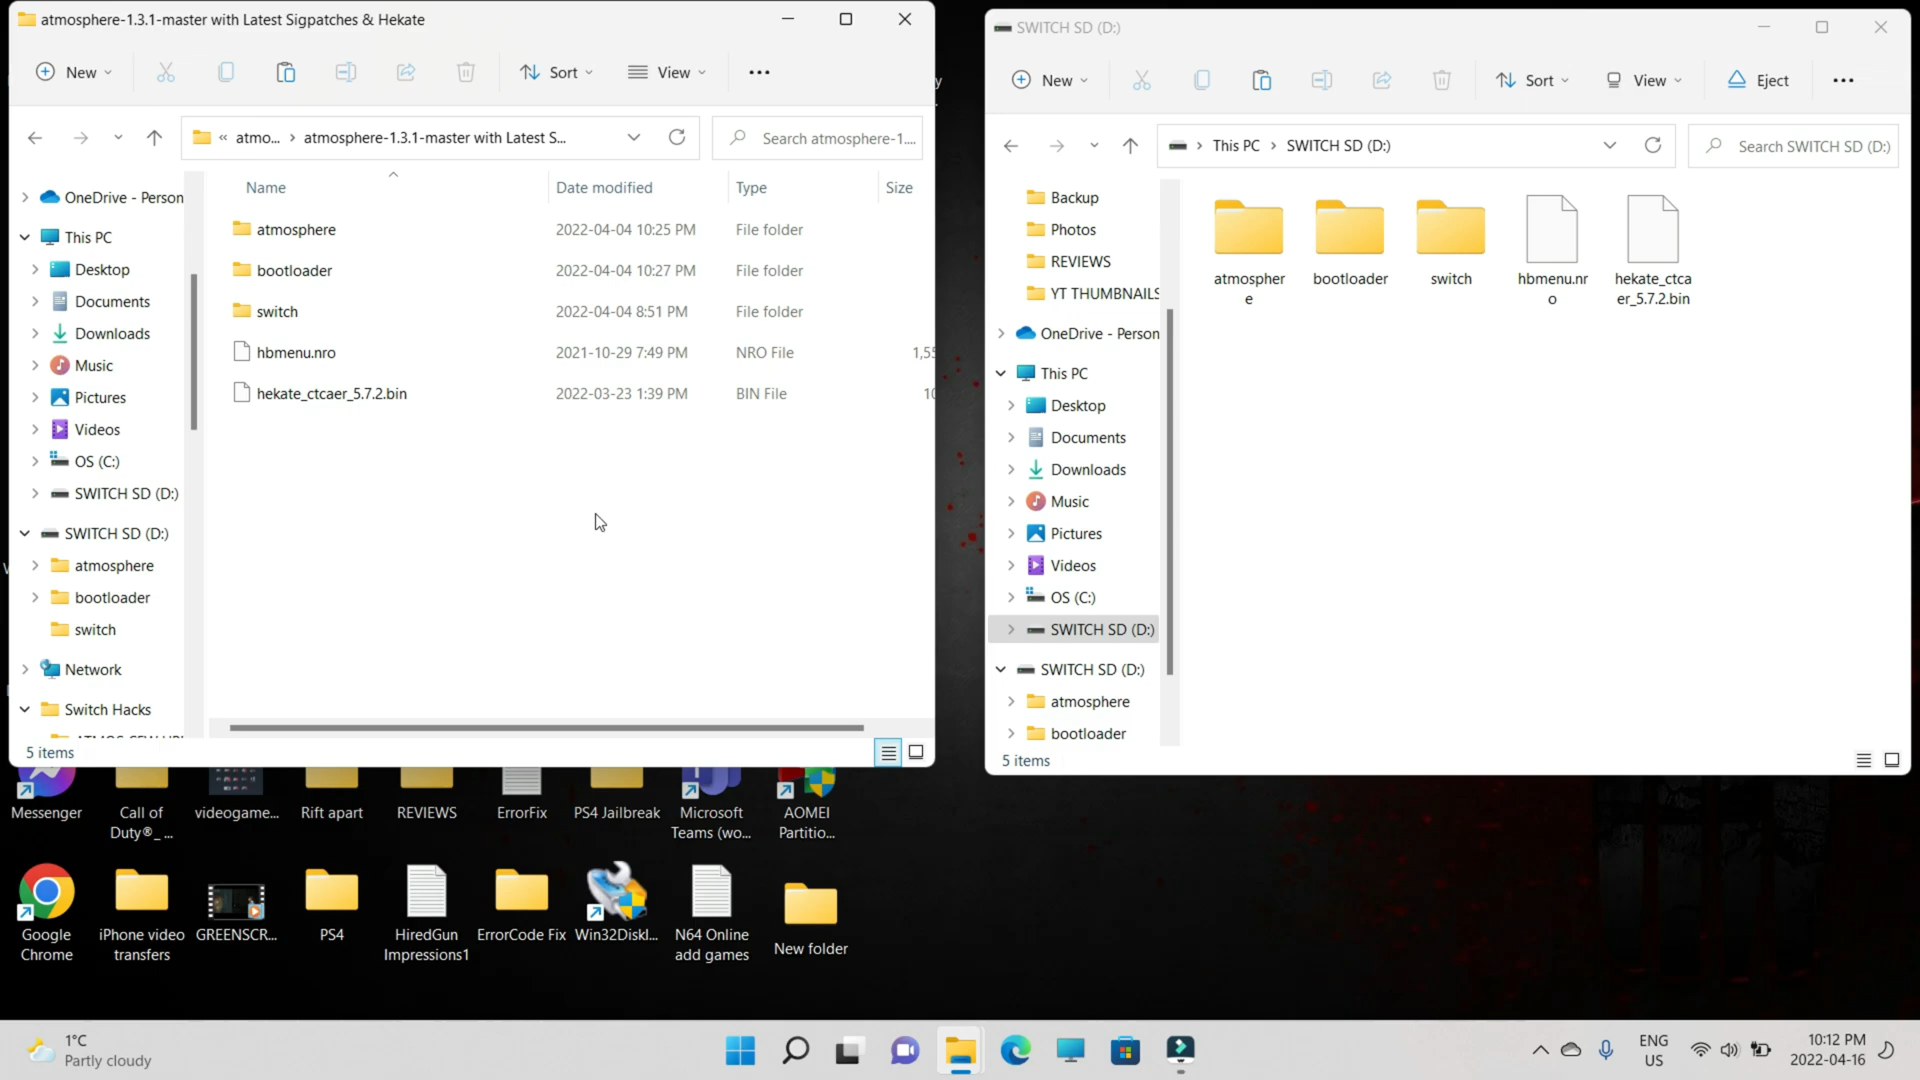 atmosphere-1.3.1-master with Latest Sigpatches & Hekate
New
Sort
View
« atmo... › atmosphere-1.3.1-master with Latest S...
Search atmosphere-1....
Name
Date modified
Type
Size
OneDrive - Person
This PC
Desktop
Documents
Downloads
Music
Pictures
Videos
OS (C:)
SWITCH SD (D:)
SWITCH SD (D:)
atmosphere
bootloader
switch
Network
Switch Hacks
atmosphere 2022-04-04 10:25 PM File folder
bootloader 2022-04-04 10:27 PM File folder
switch 2022-04-04 8:51 PM File folder
hbmenu.nro 2021-10-29 7:49 PM NRO File 1,55
hekate_ctcaer_5.7.2.bin 2022-03-23 1:39 PM BIN File 10
5 items
SWITCH SD (D:)
New
Sort
View
Eject
This PC › SWITCH SD (D:)
Search SWITCH SD (D:)
Backup
Photos
REVIEWS
YT THUMBNAILS
OneDrive - Person
This PC
Desktop
Documents
Downloads
Music
Pictures
Videos
OS (C:)
SWITCH SD (D:)
SWITCH SD (D:)
atmosphere
bootloader
atmospher
e
bootloader
switch
hbmenu.nr
o
hekate_ctca
er_5.7.2.bin
5 items
Messenger
Call of
Duty®_ ...
videogame...
Rift apart
REVIEWS
ErrorFix
PS4 Jailbreak
Microsoft
Teams (wo...
AOMEI
Partitio...
Google
Chrome
iPhone video
transfers
GREENSCR...
PS4
HiredGun
Impressions1
ErrorCode Fix
Win32DiskI...
N64 Online
add games
New folder
1°C
Partly cloudy
ENG
US
10:12 PM
2022-04-16